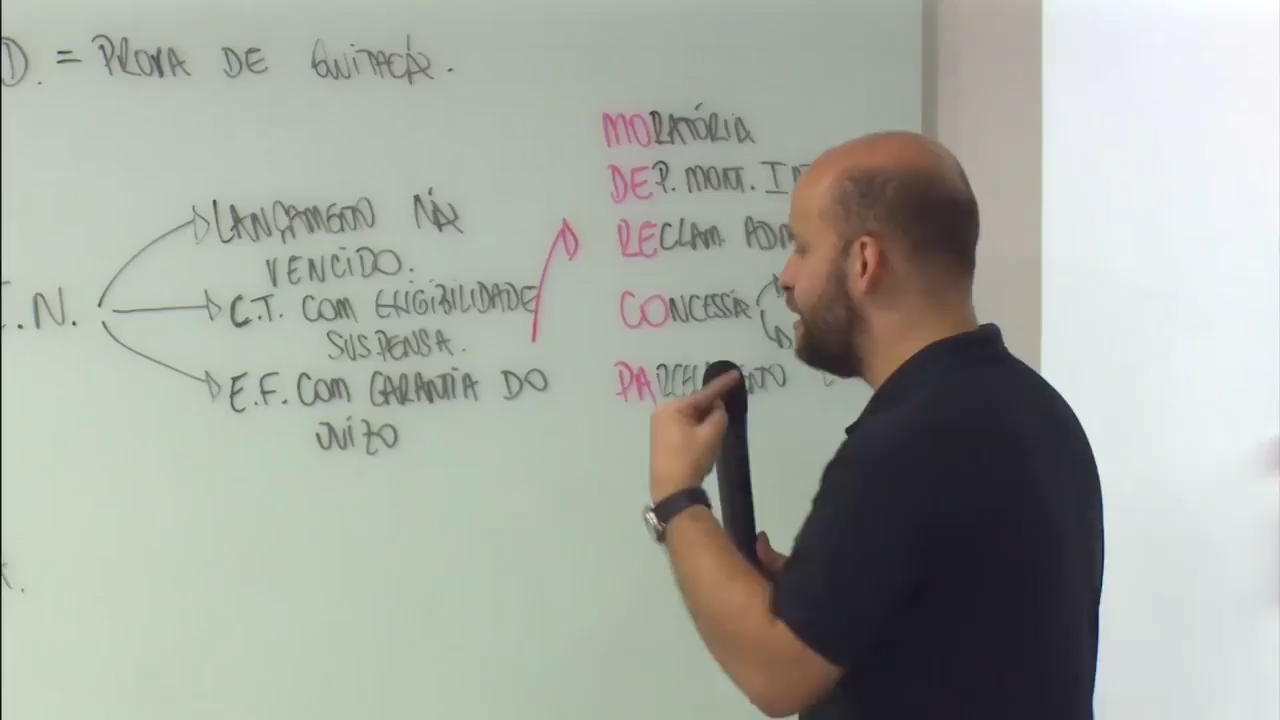 D. = PROVA DE QUITAÇÃO.
LANÇAMENTO NÃO
VENCIDO.
.N.
C.T. COM EXIGIBILIDADE
SUSPENSA.
E.F. COM GARANTIA DO
JUÍZO
MORATÓRIA
DEP. MONT. INT
RECLAM. ADM
CONCESSÃO
PARCELAMENTO